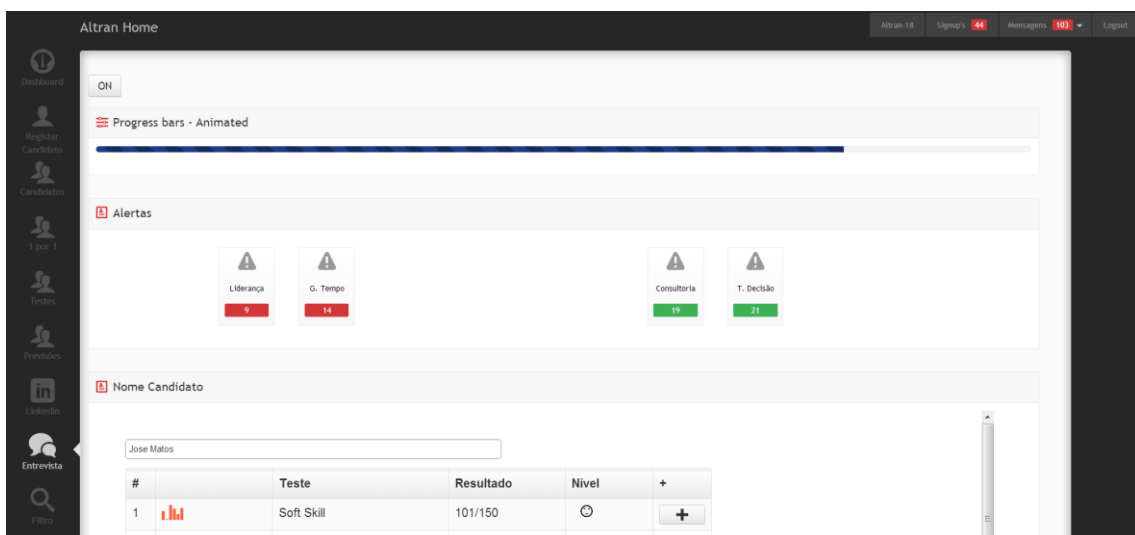 Altran Home
Altran-18
Signup's 44
Mensagens 103
Logout
Dashboard
Registar
Candidato
Candidatos
1 por 1
Testes
Previsões
LinkedIn
Entrevista
Filtro
ON
Progress bars - Animated
Alertas
Liderança
9
G. Tempo
14
Consultoria
19
T. Decisão
21
Nome Candidato
Jose Matos
# Teste Resultado Nível +
1 Soft Skill 101/150 +